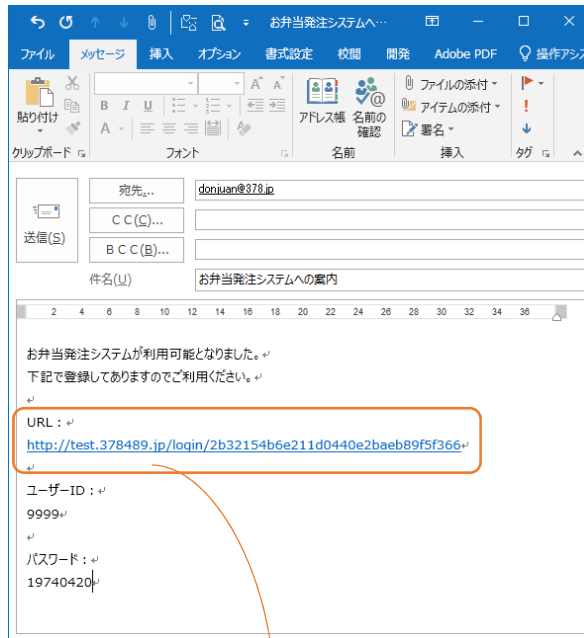 お弁当発注システムへ…
ファイル メッセージ 挿入 オプション 書式設定 校閲 開発 Adobe PDF 操作アシス
貼り付け
B I U A A A
アドレス帳 名前の確認
ファイルの添付
アイテムの添付
署名
クリップボード フォント 名前 挿入 タグ
送信(S)
宛先... donjuan@378.jp
C C(C)...
B C C(B)...
件名(U) お弁当発注システムへの案内
2 4 6 8 10 12 14 16 18 20 22 24 26 28 30 32 34 36
お弁当発注システムが利用可能となりました。
下記で登録してありますのでご利用ください。
URL：
http://test.378489.jp/login/2b32154b6e211d0440e2baeb89f5f366
ユーザーID：
9999
パスワード：
19740420